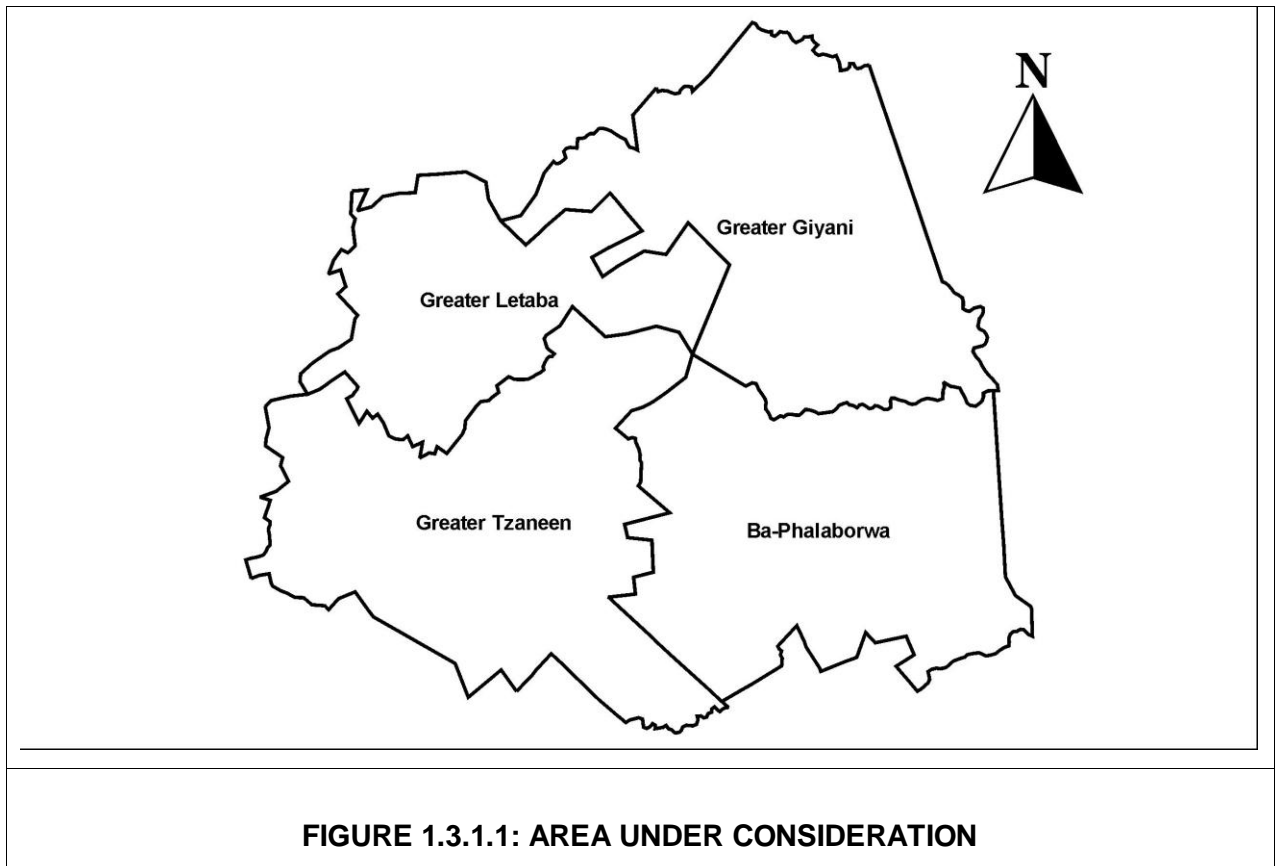 N
Greater Giyani
Greater Letaba
Greater Tzaneen
Ba-Phalaborwa
FIGURE 1.3.1.1: AREA UNDER CONSIDERATION